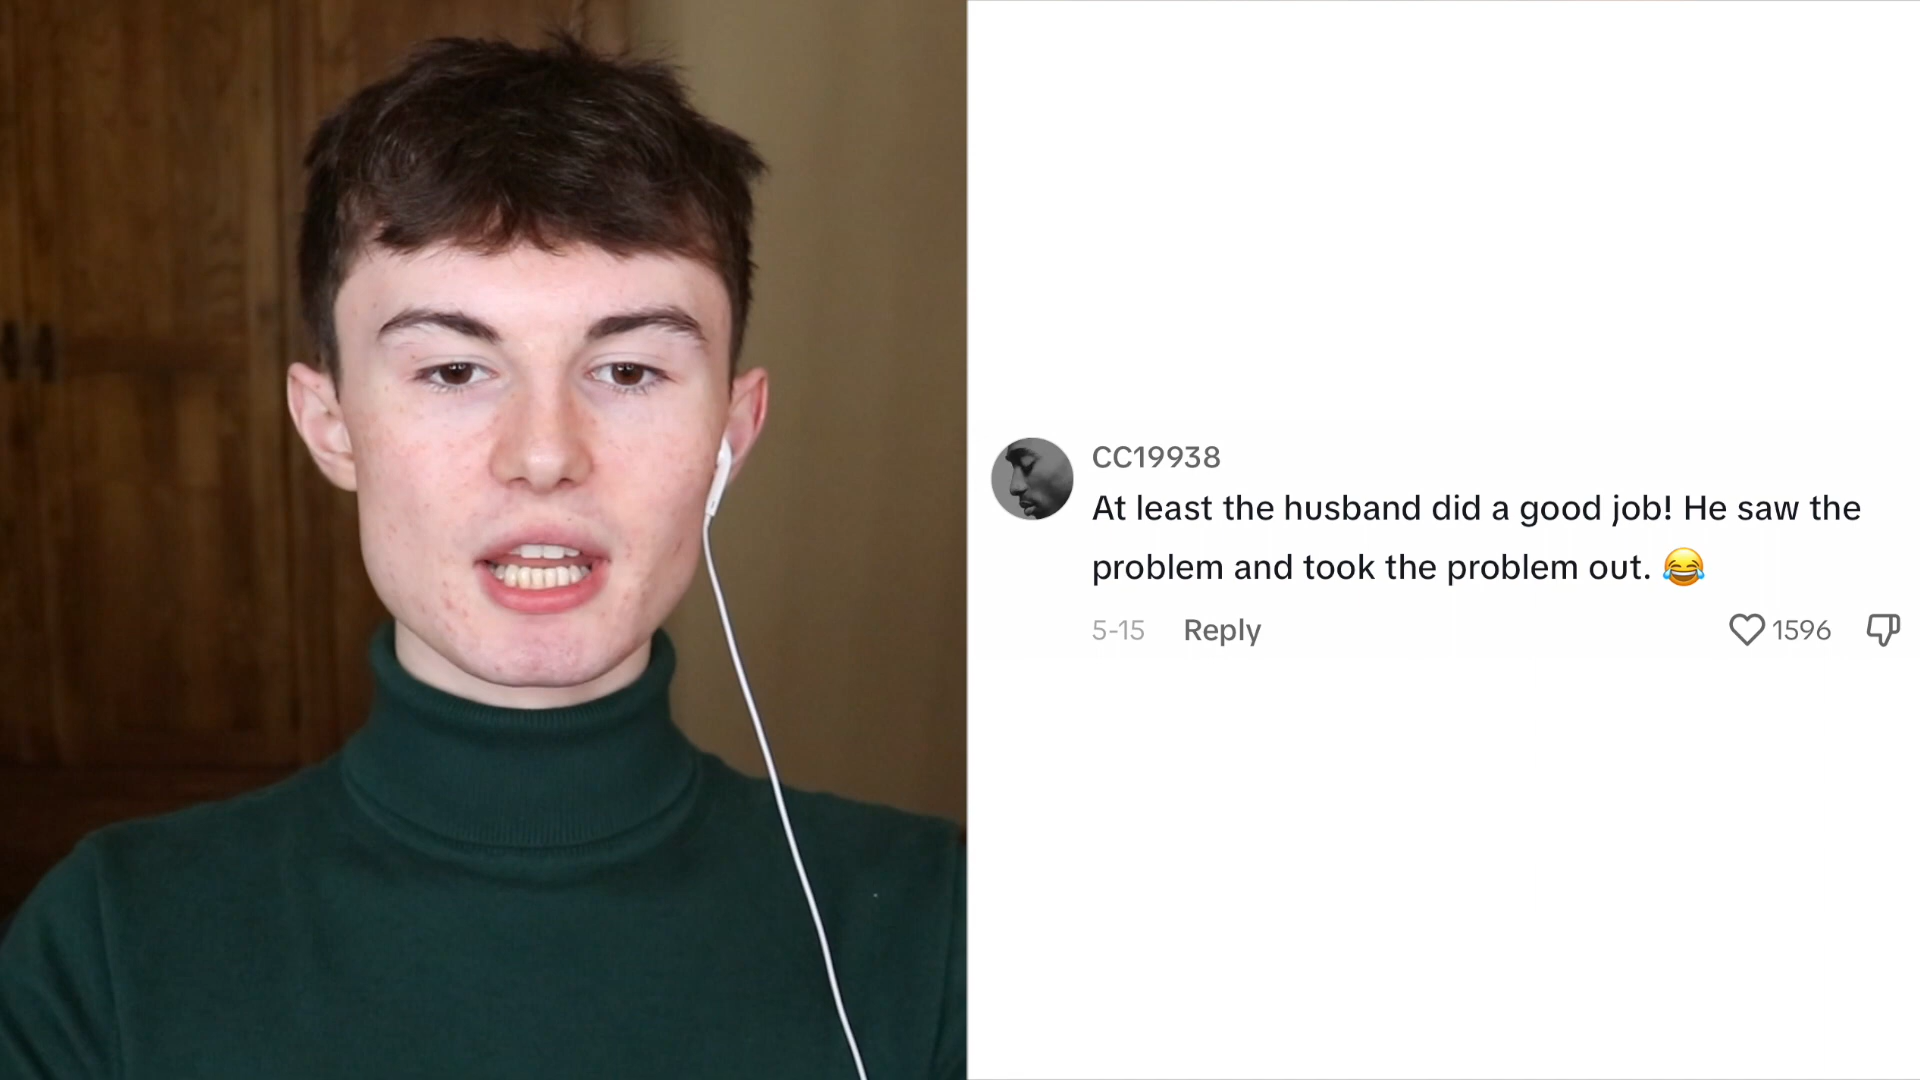 CC19938
At least the husband did a good job! He saw the
problem and took the problem out. 😂
5-15 Reply 1596